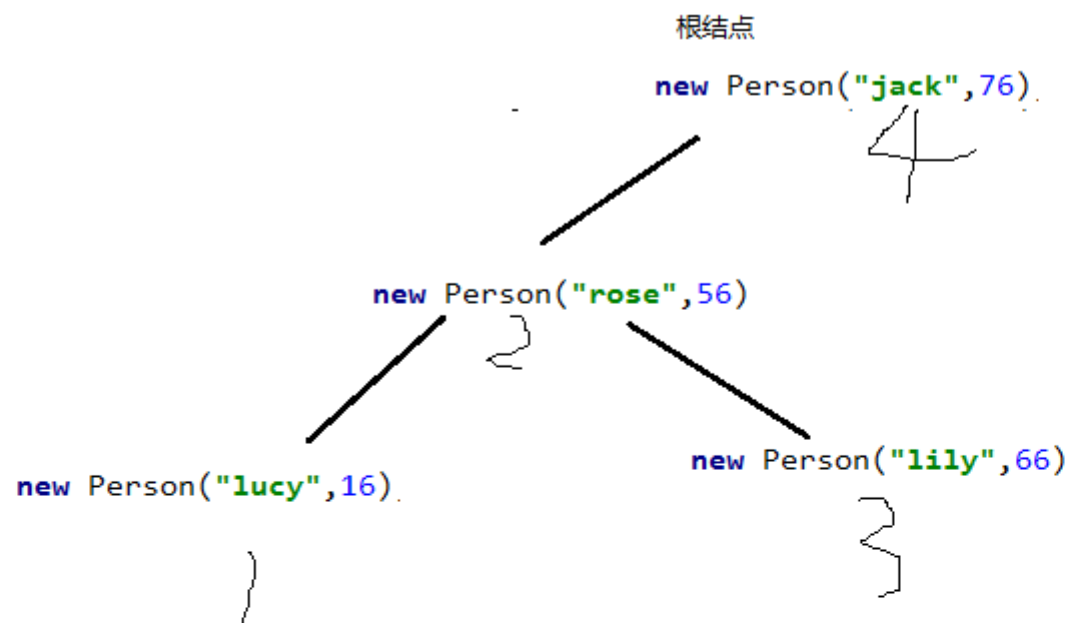 根结点
new Person("jack",76)
4
new Person("rose",56)
2
new Person("lucy",16)
new Person("lily",66)
1
3